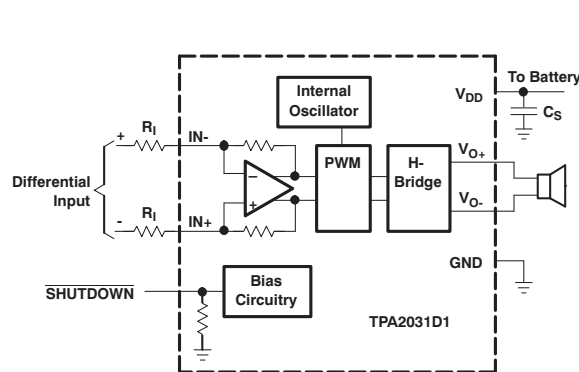 To Battery
Internal
Oscillator
VDD
CS
+
RI
IN-
PWM
H-
Bridge
VO+
Differential
Input
−
+
VO-
-
RI
IN+
GND
SHUTDOWN
Bias
Circuitry
TPA2031D1